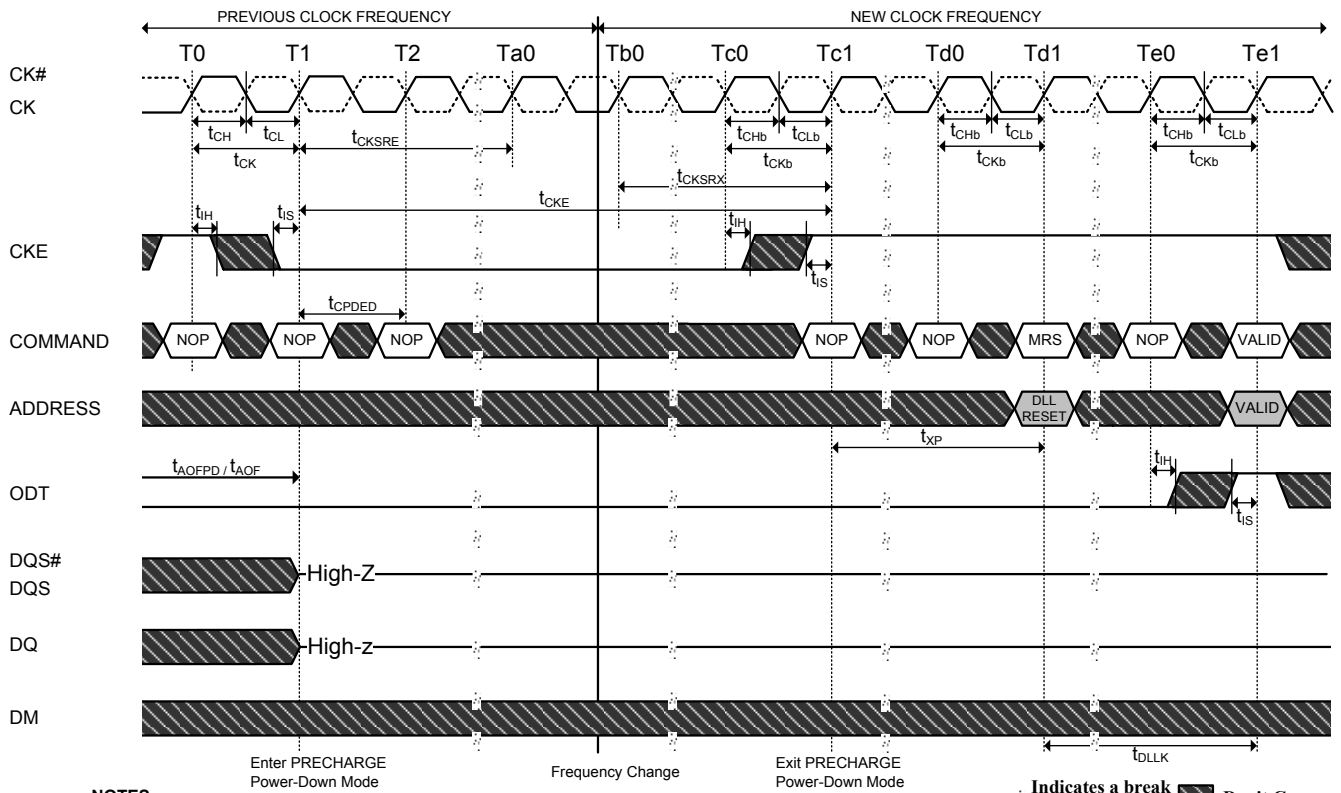 PREVIOUS CLOCK FREQUENCY NEW CLOCK FREQUENCY
T0 T1 T2 Ta0 Tb0 Tc0 Tc1 Td0 Td1 Te0 Te1
CK#
CK
tCH tCL tCHb tCLb tCHb tCLb tCHb tCLb
tCK tCKSRE tCKb tCKb tCKb
tCKSRX
tCKE
tIH tIS tIH
CKE
tIS
tCPDED
COMMAND NOP NOP NOP NOP NOP MRS NOP VALID
ADDRESS DLL RESET VALID
tXP
tAOFPD / tAOF tIH
ODT
tIS
DQS#
High-Z
DQS
DQ High-z
DM
tDLLK
Enter PRECHARGE
Power-Down Mode
Frequency Change
Exit PRECHARGE
Power-Down Mode
Indicates a break